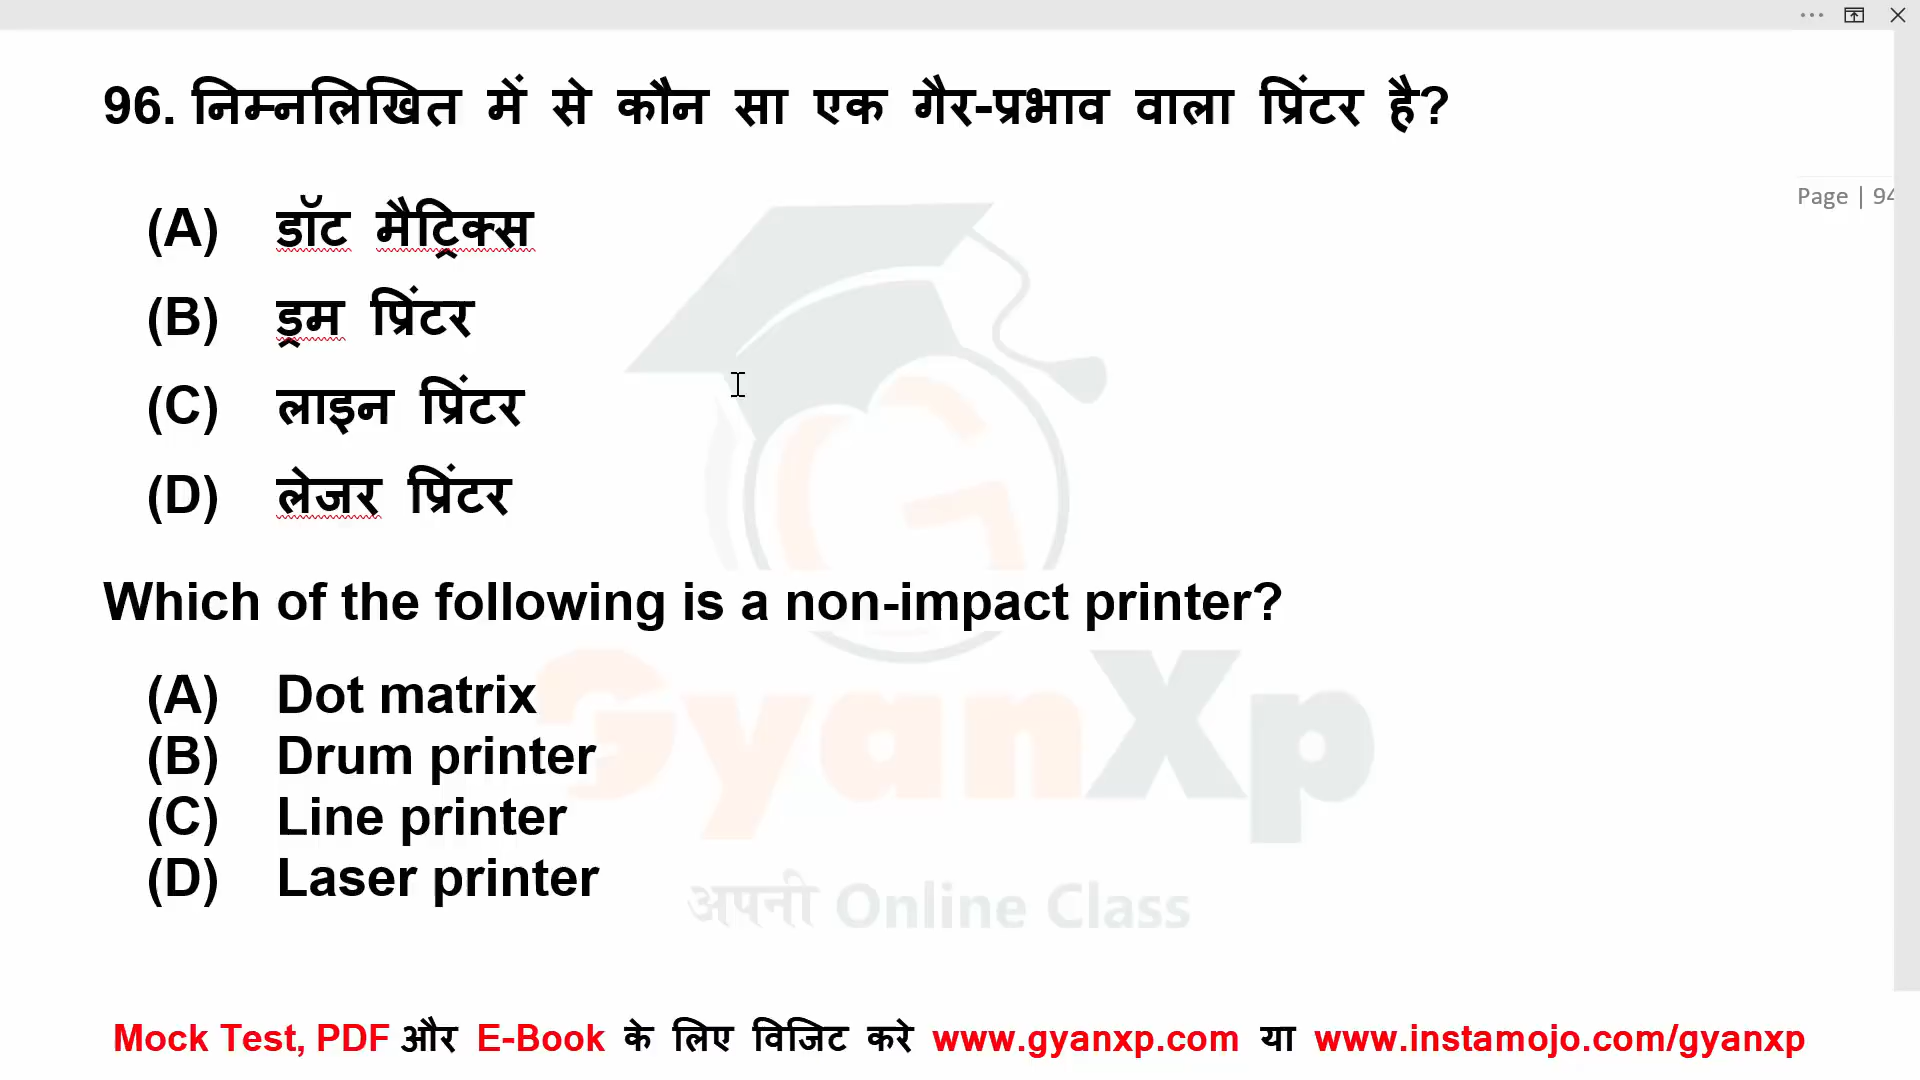 96. निम्नलिखित में से कौन सा एक गैर-प्रभाव वाला प्रिंटर है?
Page | 94
(A) डॉट मैट्रिक्स
(B) ड्रम प्रिंटर
(C) लाइन प्रिंटर
(D) लेजर प्रिंटर
Which of the following is a non-impact printer?
(A) Dot matrix
(B) Drum printer
(C) Line printer
(D) Laser printer
GyanXp
अपनी Online Class
Mock Test, PDF और E-Book के लिए विजिट करे www.gyanxp.com या www.instamojo.com/gyanxp